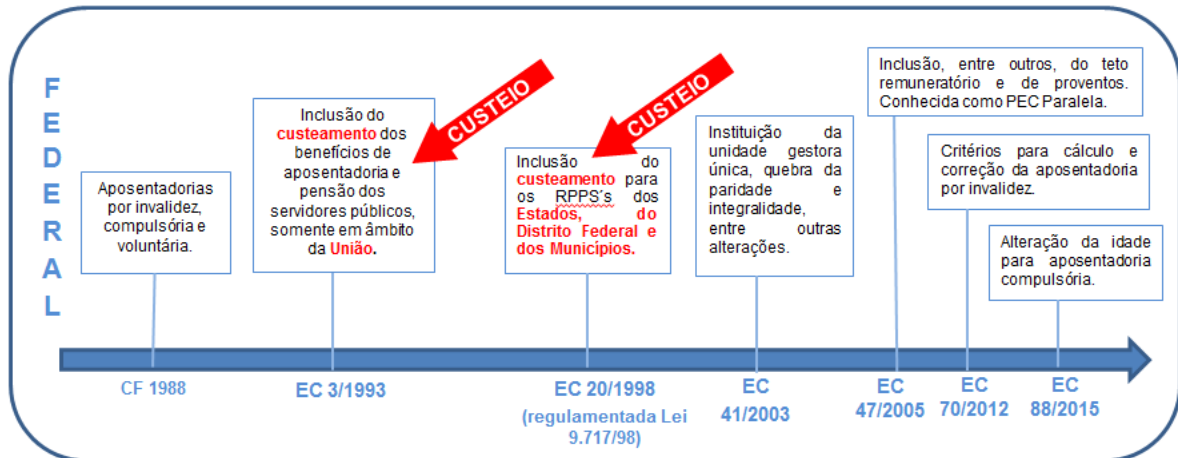 FEDERAL
Aposentadorias
por invalidez,
compulsória e
voluntária.
CF 1988
Inclusão do
custeamento dos
benefícios de
aposentadoria e
pensão dos
servidores públicos,
somente em âmbito
da União.
CUSTEIO
EC 3/1993
Inclusão do
custeamento para
os RPPS´s dos
Estados, do
Distrito Federal e
dos Municípios.
CUSTEIO
EC 20/1998
(regulamentada Lei
9.717/98)
Instituição da
unidade gestora
única, quebra da
paridade e
integralidade,
entre outras
alterações.
EC
41/2003
Inclusão, entre outros, do teto
remuneratório e de proventos.
Conhecida como PEC Paralela.
EC
47/2005
Critérios para cálculo e
correção da aposentadoria
por invalidez.
EC
70/2012
Alteração da idade
para aposentadoria
compulsória.
EC
88/2015